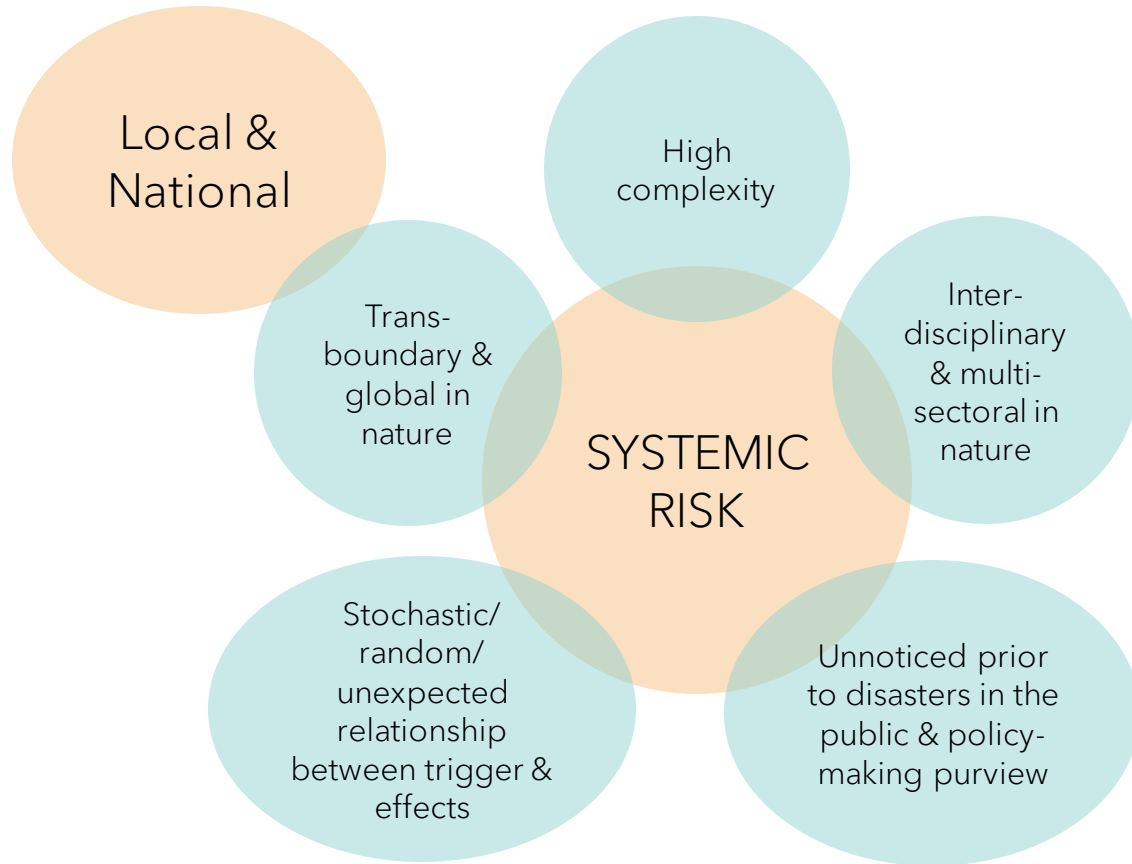 Local &
National
High
complexity
Trans-
boundary &
global in
nature
Inter-
disciplinary
& multi-
sectoral in
nature
SYSTEMIC
RISK
Stochastic/
random/
unexpected
relationship
between trigger &
effects
Unnoticed prior
to disasters in the
public & policy-
making purview